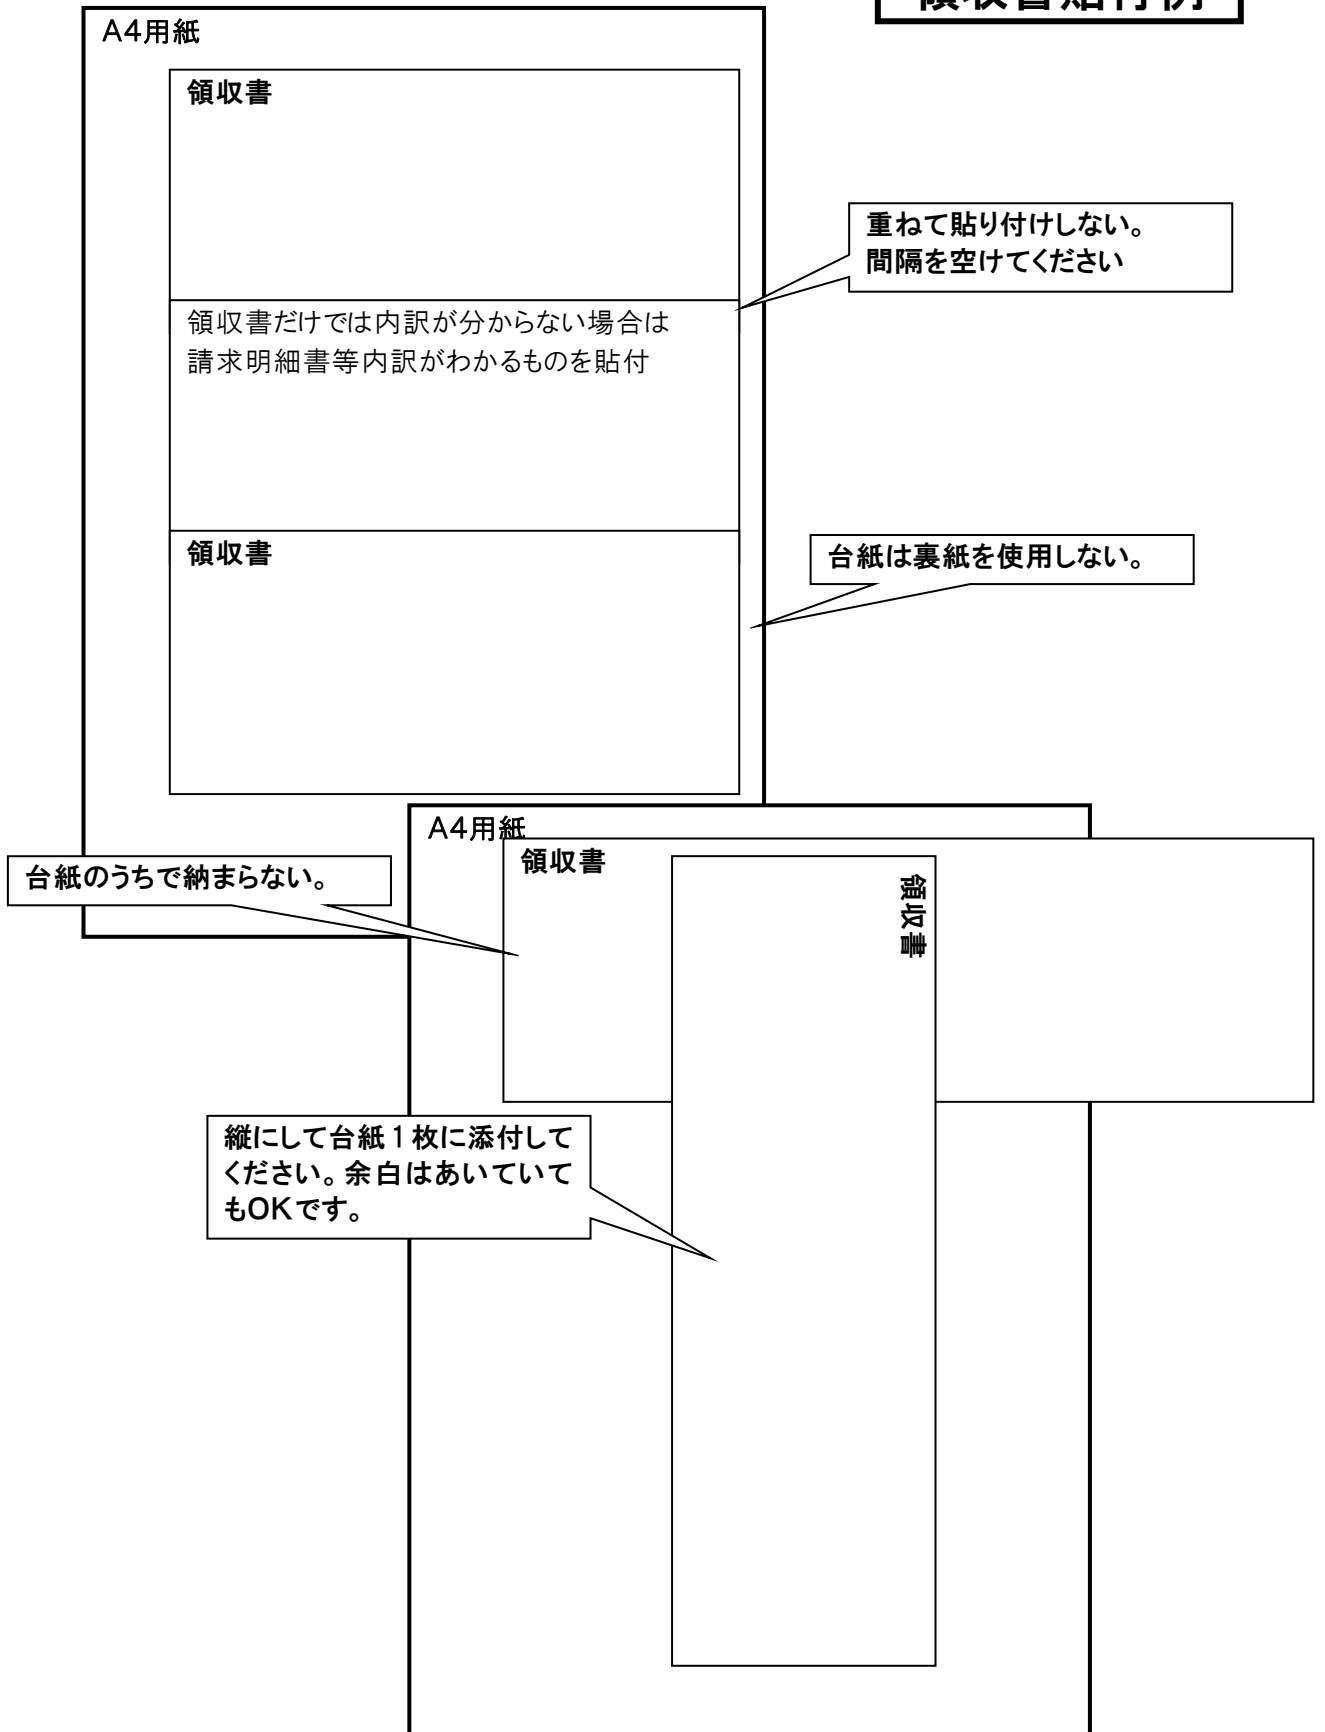 領収書貼付例
A4用紙
領収書
重ねて貼り付けしない。
間隔を空けてください
領収書だけでは内訳が分からない場合は
請求明細書等内訳がわかるものを貼付
領収書
台紙は裏紙を使用しない。
A4用紙
領収書
領収書
台紙のうちで納まらない。
縦にして台紙1枚に添付して
ください。余白はあいていて
もOKです。